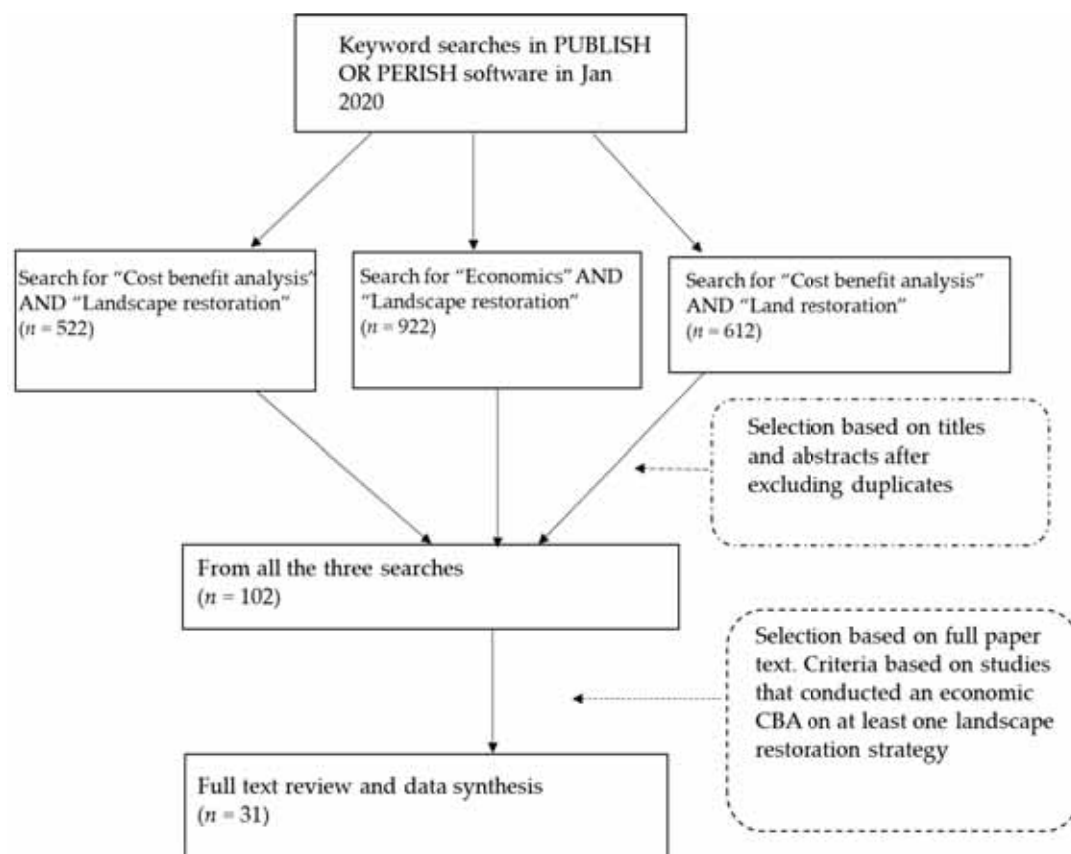 Keyword searches in PUBLISH
OR PERISH software in Jan
2020
Search for “Cost benefit analysis”
AND “Landscape restoration”
(n = 522)
Search for “Economics” AND
“Landscape restoration”
(n = 922)
Search for “Cost benefit analysis”
AND “Land restoration”
(n = 612)
Selection based on titles
and abstracts after
excluding duplicates
From all the three searches
(n = 102)
Selection based on full paper
text. Criteria based on studies
that conducted an economic
CBA on at least one landscape
restoration strategy
Full text review and data synthesis
(n = 31)